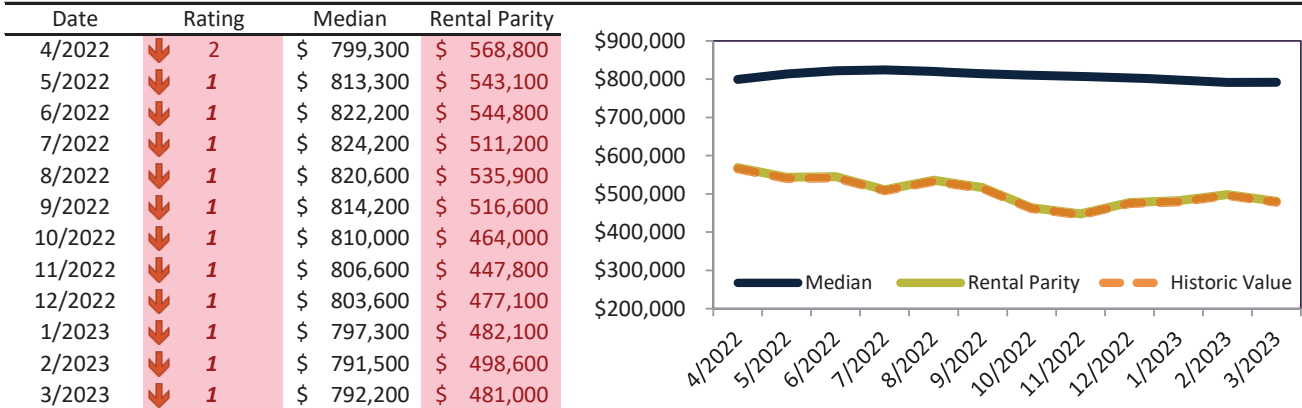 Date Rating Median Rental Parity
4/2022 2 $ 799,300 $ 568,800
5/2022 1 $ 813,300 $ 543,100
6/2022 1 $ 822,200 $ 544,800
7/2022 1 $ 824,200 $ 511,200
8/2022 1 $ 820,600 $ 535,900
9/2022 1 $ 814,200 $ 516,600
10/2022 1 $ 810,000 $ 464,000
11/2022 1 $ 806,600 $ 447,800
12/2022 1 $ 803,600 $ 477,100
1/2023 1 $ 797,300 $ 482,100
2/2023 1 $ 791,500 $ 498,600
3/2023 1 $ 792,200 $ 481,000
$900,000
$800,000
$700,000
$600,000
$500,000
$400,000
$300,000
$200,000
Median Rental Parity Historic Value
4/2022 5/2022 6/2022 7/2022 8/2022 9/2022 10/2022 11/2022 12/2022 1/2023 2/2023 3/2023